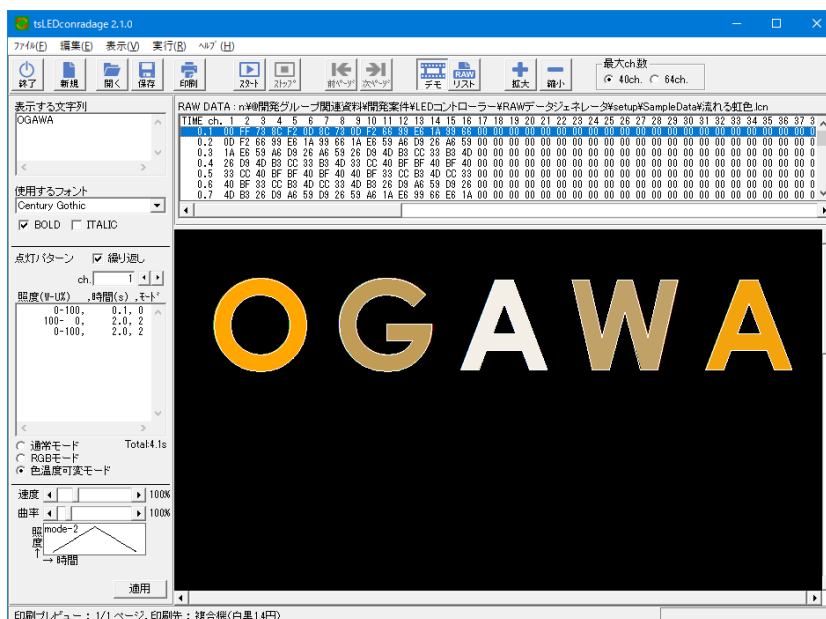 tsLEDconradage 2.1.0
ﾌｧｲﾙ(F) 編集(E) 表示(V) 実行(R) ﾍﾙﾌﾟ(H)
終了 新規 開く 保存 印刷 ｽﾀｰﾄ ｽﾄｯﾌﾟ 前ﾍﾟｰｼﾞ 次ﾍﾟｰｼﾞ デモ リスト 拡大 縮小
RAW
最大ch数
40ch. 64ch.
表示する文字列
OGAWA
使用するフォント
Century Gothic
BOLD ITALIC
点灯パターン 繰り返し
ch. 1
照度(W-U%) ,時間(s) ,ﾓｰﾄﾞ
0-100, 0.1, 0
100- 0, 2.0, 2
0-100, 2.0, 2
通常モード Total:4.1s
RGBモード
色温度可変モード
速度 100%
曲率 100%
照度↑ mode-2
→ 時間
適用
RAW DATA : n¥@開発グループ関連資料¥開発案件¥LEDコントローラー¥RAWデータジェネレータ¥setup¥SampleData¥流れる虹色.lcn
TIME ch. 1 2 3 4 5 6 7 8 9 10 11 12 13 14 15 16 17 18 19 20 21 22 23 24 25 26 27 28 29 30 31 32 33 34 35 36 37 3
0.1 00 FF 73 8C F2 0D 8C 73 0D F2 66 99 E6 1A 99 66 00 00 00 00 00 00 00 00 00 00 00 00 00 00 00 00 00 00 00 00 00 0
0.2 0D F2 66 99 E6 1A 99 66 1A E6 59 A6 D9 26 A6 59 00 00 00 00 00 00 00 00 00 00 00 00 00 00 00 00 00 00 00 00 00 0
0.3 1A E6 59 A6 D9 26 A6 59 26 D9 4D B3 CC 33 B3 4D 00 00 00 00 00 00 00 00 00 00 00 00 00 00 00 00 00 00 00 00 00 0
0.4 26 D9 4D B3 CC 33 B3 4D 33 CC 40 BF BF 40 BF 40 00 00 00 00 00 00 00 00 00 00 00 00 00 00 00 00 00 00 00 00 00 0
0.5 33 CC 40 BF BF 40 BF 40 40 BF 33 CC B3 4D CC 33 00 00 00 00 00 00 00 00 00 00 00 00 00 00 00 00 00 00 00 00 00 0
0.6 40 BF 33 CC B3 4D CC 33 4D B3 26 D9 A6 59 D9 26 00 00 00 00 00 00 00 00 00 00 00 00 00 00 00 00 00 00 00 00 00 0
0.7 4D B3 26 D9 A6 59 D9 26 59 A6 1A E6 99 66 E6 1A 00 00 00 00 00 00 00 00 00 00 00 00 00 00 00 00 00 00 00 00 00 0
OGAWA
印刷プレビュー : 1/1 ページ, 印刷先 : 複合機(白黒14円)